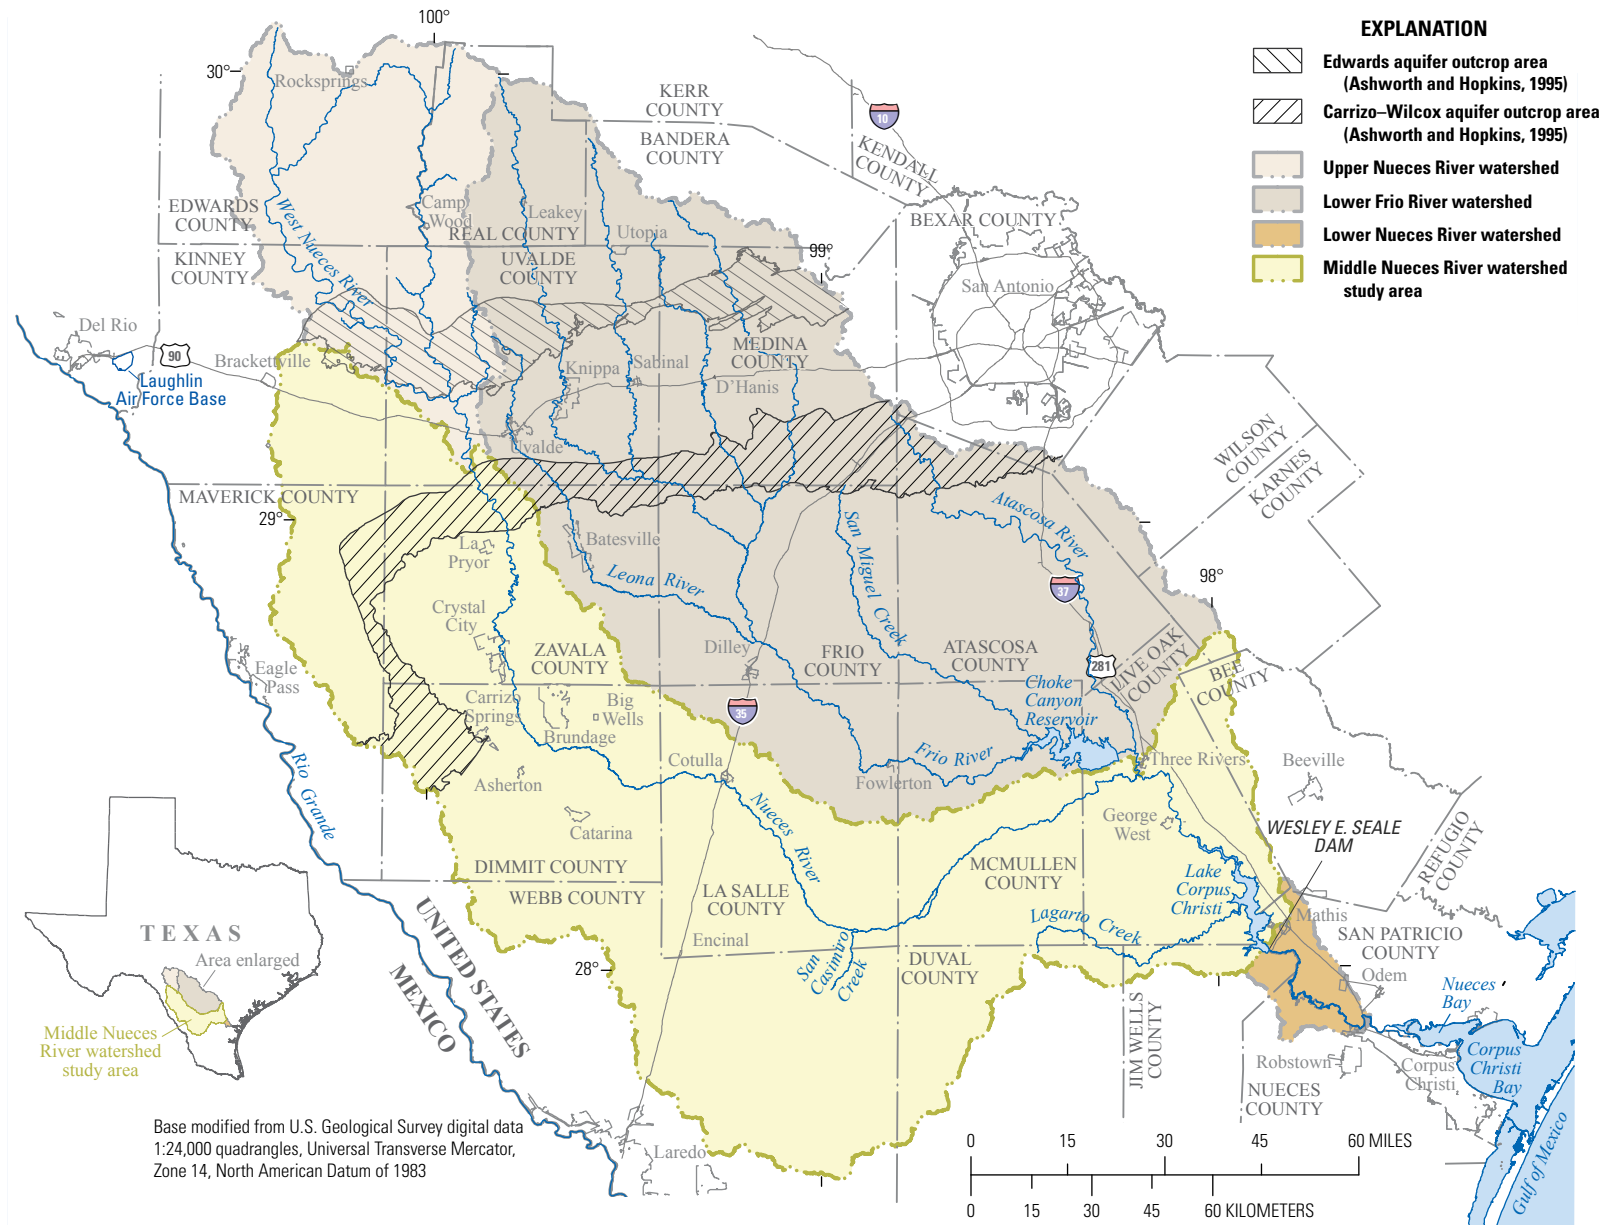 100°
30°
Rocksprings
EXPLANATION
Edwards aquifer outcrop area
(Ashworth and Hopkins, 1995)
Carrizo–Wilcox aquifer outcrop area
(Ashworth and Hopkins, 1995)
Upper Nueces River watershed
Lower Frio River watershed
Lower Nueces River watershed
Middle Nueces River watershed
study area
KERR
COUNTY
BANDERA
COUNTY
10
KENDALL
COUNTY
BEXAR COUNTY
San Antonio
EDWARDS
COUNTY
KINNEY
COUNTY
West Nueces River
Camp
Wood
Leakey
REAL COUNTY
Utopia
UVALDE
COUNTY
99°
Del Rio
90
Brackettville
Laughlin
Air Force Base
Knippa
Sabinal
MEDINA
COUNTY
D'Hanis
Uvalde
WILSON
COUNTY
KARNES
COUNTY
MAVERICK COUNTY
29°
La
Pryor
Batesville
Leona River
San Miguel Creek
Atascosa River
37
98°
Crystal
City
ZAVALA
COUNTY
Dilley
FRIO
COUNTY
ATASCOSA
COUNTY
281
LIVE OAK
COUNTY
BEE
COUNTY
Eagle
Pass
Carrizo
Springs
Big
Wells
Brundage
35
Choke
Canyon
Reservoir
Frio River
Rio Grande
Asherton
Cotulla
Fowlerton
Three Rivers
Beeville
Catarina
Nueces River
George
West
WESLEY E. SEALE
DAM
REFUGIO
COUNTY
DIMMIT COUNTY
WEBB COUNTY
LA SALLE
COUNTY
MCMULLEN
COUNTY
Lake
Corpus
Christi
Lagarto Creek
Mathis
SAN PATRICIO
COUNTY
Odem
UNITED STATES
MEXICO
Encinal
28°
San
Casimiro
Creek
DUVAL
COUNTY
JIM WELLS
COUNTY
Nueces
Bay
Robstown
NUECES
COUNTY
Corpus
Christi
Corpus
Christi
Bay
Gulf of Mexico
TEXAS
Area enlarged
Middle Nueces
River watershed
study area
Laredo
Base modified from U.S. Geological Survey digital data
1:24,000 quadrangles, Universal Transverse Mercator,
Zone 14, North American Datum of 1983
0 15 30 45 60 MILES
0 15 30 45 60 KILOMETERS